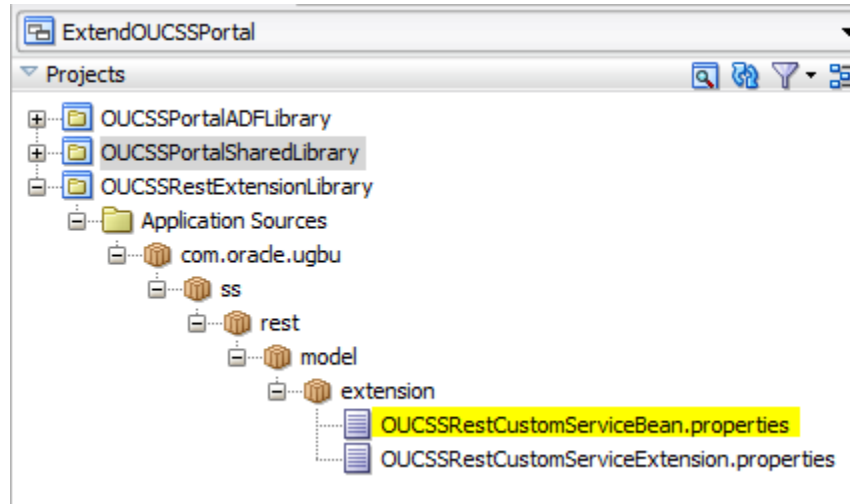 ExtendOUCSSPortal
Projects
OUCSSPortalADFLibrary
OUCSSPortalSharedLibrary
OUCSSRestExtensionLibrary
Application Sources
com.oracle.ugbu
ss
rest
model
extension
OUCSSRestCustomServiceBean.properties
OUCSSRestCustomServiceExtension.properties